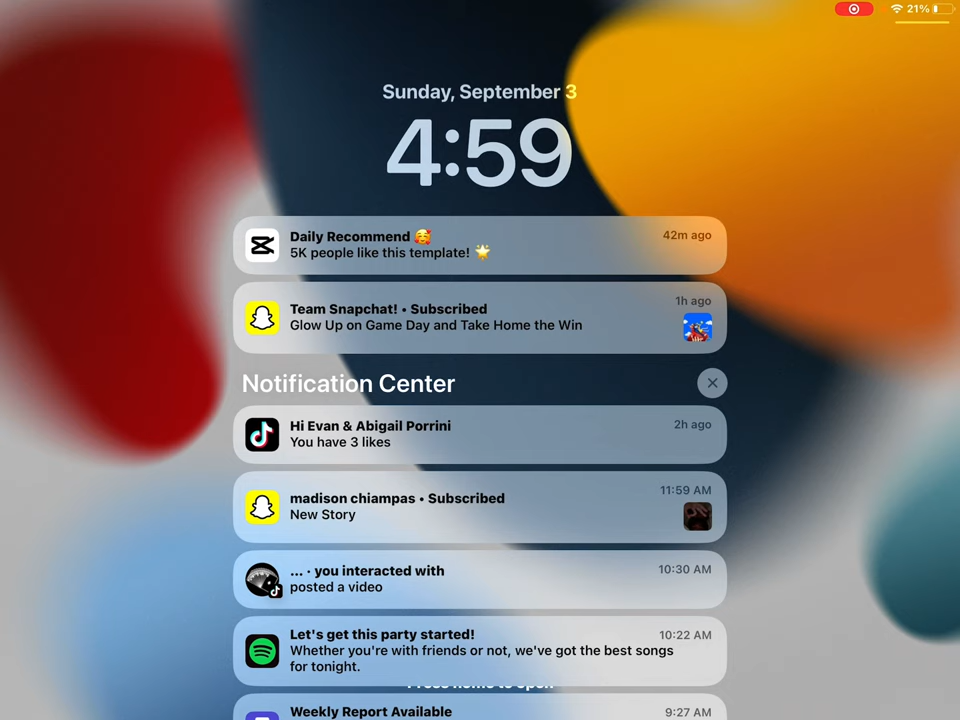 21%
Sunday, September 3
4:59
Daily Recommend 🥰
42m ago
5K people like this template! 🌟
Team Snapchat! • Subscribed
1h ago
Glow Up on Game Day and Take Home the Win
Notification Center
Hi Evan & Abigail Porrini
2h ago
You have 3 likes
madison chiampas • Subscribed
11:59 AM
New Story
... · you interacted with
10:30 AM
posted a video
Let's get this party started!
10:22 AM
Whether you're with friends or not, we've got the best songs
for tonight.
Press home to open
Weekly Report Available
9:27 AM